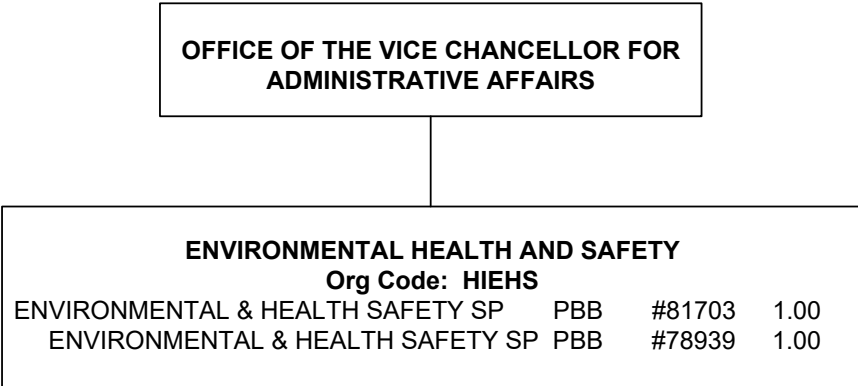 OFFICE OF THE VICE CHANCELLOR FOR
ADMINISTRATIVE AFFAIRS
ENVIRONMENTAL HEALTH AND SAFETY
Org Code: HIEHS
ENVIRONMENTAL & HEALTH SAFETY SP PBB #81703 1.00
ENVIRONMENTAL & HEALTH SAFETY SP PBB #78939 1.00